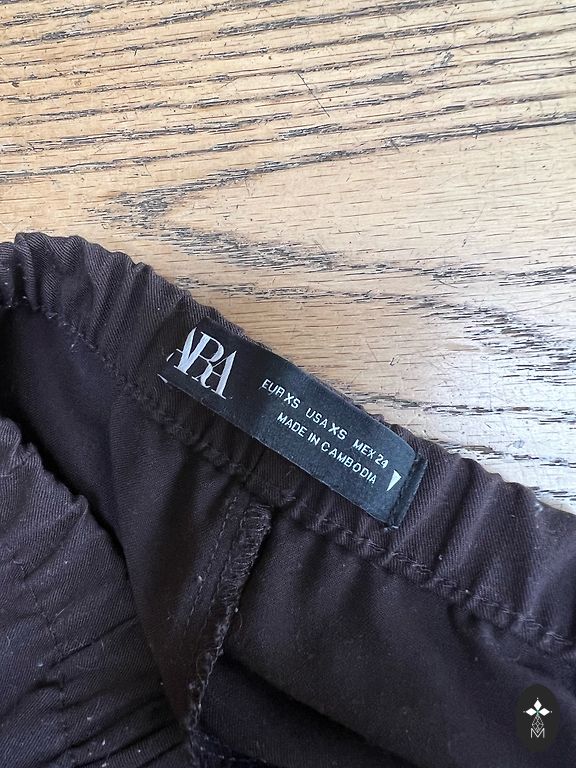 ZARA
EUR XS USA XS MEX 24
MADE IN CAMBODIA
M